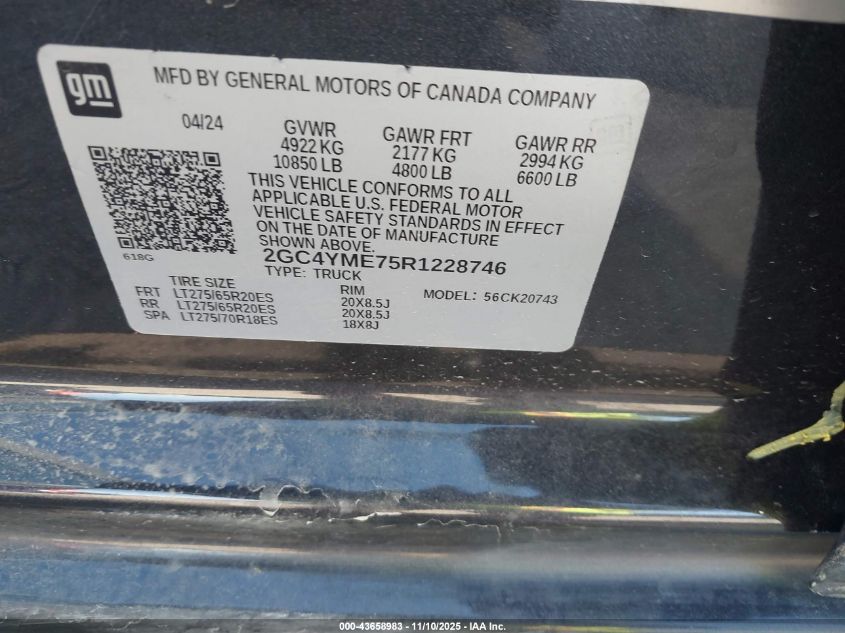 gm
MFD BY GENERAL MOTORS OF CANADA COMPANY
04/24
GVWR
4922 KG
10850 LB
GAWR FRT
2177 KG
4800 LB
GAWR RR
2994 KG
6600 LB
THIS VEHICLE CONFORMS TO ALL
APPLICABLE U.S. FEDERAL MOTOR
VEHICLE SAFETY STANDARDS IN EFFECT
ON THE DATE OF MANUFACTURE
SHOWN ABOVE.
618G
2GC4YME75R1228746
TYPE: TRUCK
MODEL: 56CK20743
TIRE SIZE RIM
FRT LT275/65R20ES 20X8.5J
RR LT275/65R20ES 20X8.5J
SPA LT275/70R18ES 18X8J
000-43658983 — 11/10/2025 — IAA Inc.